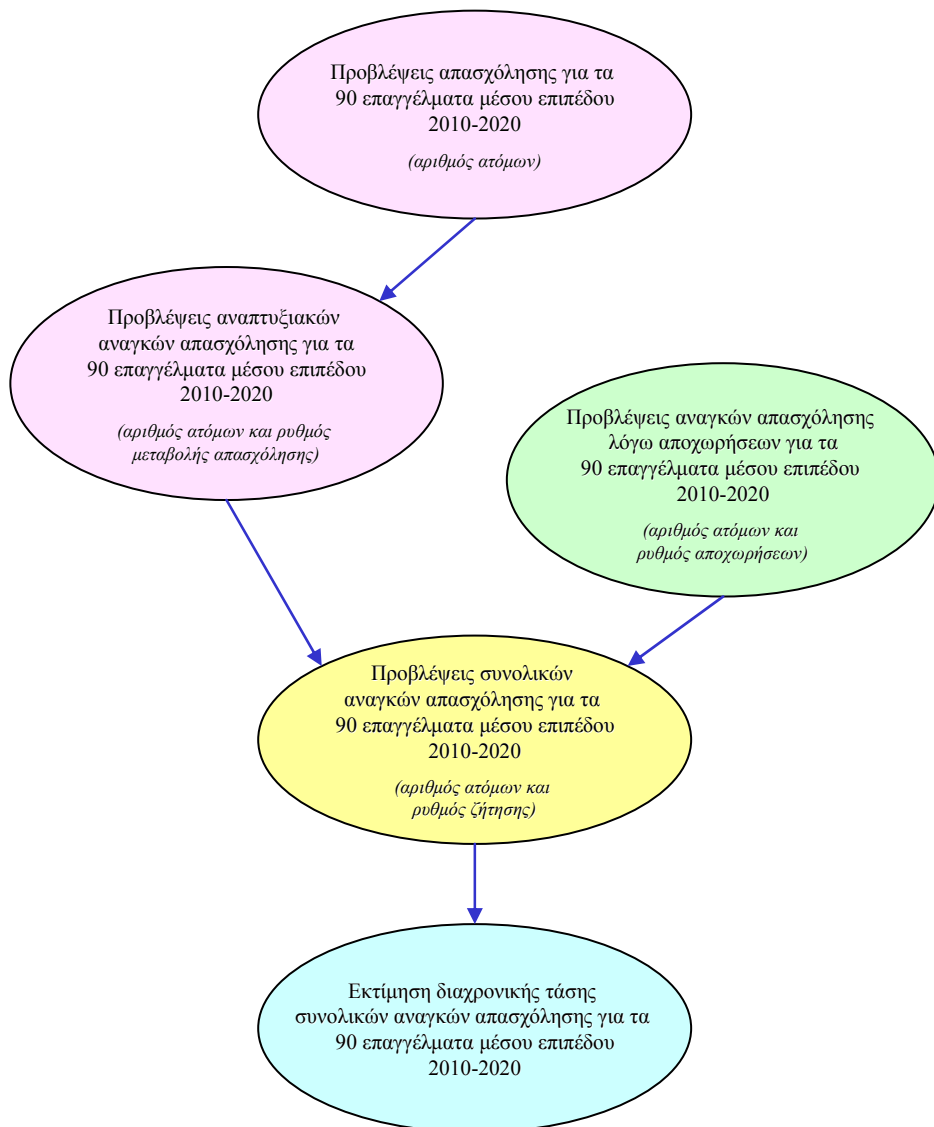 Προβλέψεις απασχόλησης για τα
90 επαγγέλματα μέσου επιπέδου
2010-2020
(αριθμός ατόμων)
Προβλέψεις αναπτυξιακών
αναγκών απασχόλησης για τα
90 επαγγέλματα μέσου επιπέδου
2010-2020
(αριθμός ατόμων και ρυθμός
μεταβολής απασχόλησης)
Προβλέψεις αναγκών απασχόλησης
λόγω αποχωρήσεων για τα
90 επαγγέλματα μέσου επιπέδου
2010-2020
(αριθμός ατόμων και
ρυθμός αποχωρήσεων)
Προβλέψεις συνολικών
αναγκών απασχόλησης για τα
90 επαγγέλματα μέσου επιπέδου
2010-2020
(αριθμός ατόμων και
ρυθμός ζήτησης)
Εκτίμηση διαχρονικής τάσης
συνολικών αναγκών απασχόλησης για τα
90 επαγγέλματα μέσου επιπέδου
2010-2020